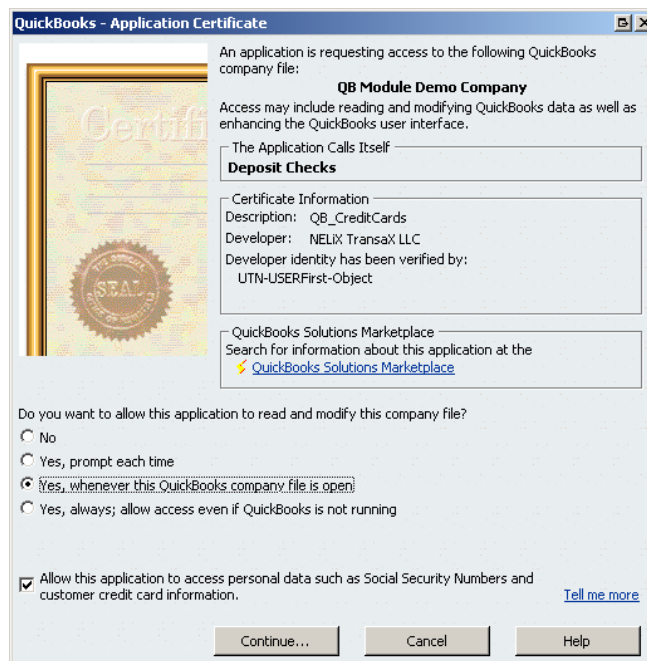 QuickBooks - Application Certificate
An application is requesting access to the following QuickBooks
company file:
QB Module Demo Company
Access may include reading and modifying QuickBooks data as well as
enhancing the QuickBooks user interface.
Certifi
THE OFFICIAL
SEAL
The Application Calls Itself
Deposit Checks
Certificate Information
Description: QB_CreditCards
Developer: NELiX TransaX LLC
Developer identity has been verified by:
UTN-USERFirst-Object
QuickBooks Solutions Marketplace
Search for information about this application at the
QuickBooks Solutions Marketplace
Do you want to allow this application to read and modify this company file?
No
Yes, prompt each time
Yes, whenever this QuickBooks company file is open
Yes, always; allow access even if QuickBooks is not running
Allow this application to access personal data such as Social Security Numbers and
customer credit card information.
Tell me more
Continue... Cancel Help